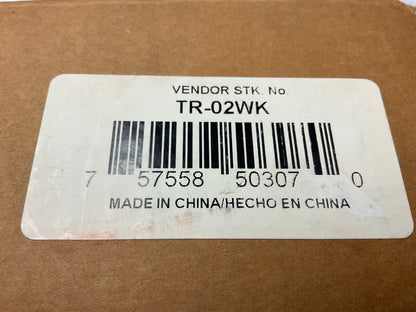 VENDOR STK. No.
TR-02WK
7 57558 50307 0
MADE IN CHINA/HECHO EN CHINA